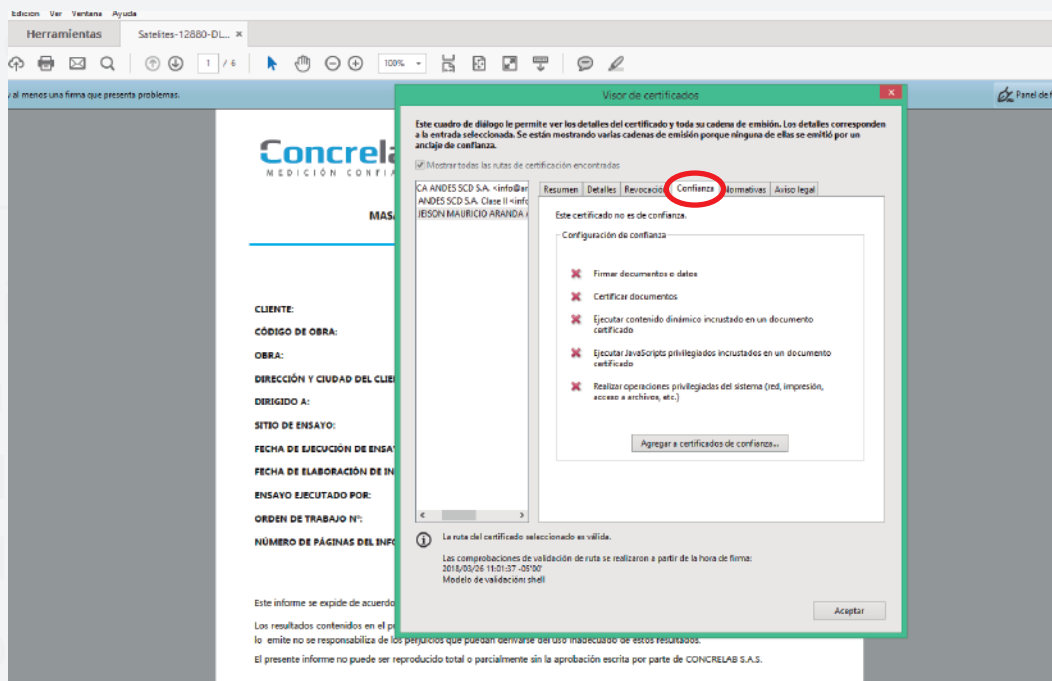 Edición Ver Ventana Ayuda
Herramientas
Satelites-12880-DL... ×
1 / 6
109%
y al menos una firma que presenta problemas.
Panel de f
Visor de certificados
Este cuadro de diálogo le permite ver los detalles del certificado y toda su cadena de emisión. Los detalles corresponden
a la entrada seleccionada. Se están mostrando varias cadenas de emisión porque ninguna de ellas se emitió por un
anclaje de confianza.
Mostrar todas las rutas de certificación encontradas
CA ANDES SCD S.A. <info@an
ANDES SCD S.A. Clase II <info
JEISON MAURICIO ARANDA
Resumen Detalles Revocación Confianza Normativas Aviso legal
Este certificado no es de confianza.
Configuración de confianza
Firmar documentos o datos
Certificar documentos
Ejecutar contenido dinámico incrustado en un documento
certificado
Ejecutar JavaScripts privilegiados incrustados en un documento
certificado
Realizar operaciones privilegiadas del sistema (red, impresión,
acceso a archivos, etc.)
Agregar a certificados de confianza...
La ruta del certificado seleccionado es válida.
Las comprobaciones de validación de ruta se realizaron a partir de la hora de firma:
2018/03/26 11:01:37 -05'00'
Modelo de validación: shell
Aceptar
Concrela
MEDICIÓN CONFIA
MAS
CLIENTE:
CÓDIGO DE OBRA:
OBRA:
DIRECCIÓN Y CIUDAD DEL CLIE
DIRIGIDO A:
SITIO DE ENSAYO:
FECHA DE EJECUCIÓN DE ENSA
FECHA DE ELABORACIÓN DE IN
ENSAYO EJECUTADO POR:
ORDEN DE TRABAJO N°:
NÚMERO DE PÁGINAS DEL INFO
Este informe se expide de acuerdo
Los resultados contenidos en el p
lo emite no se responsabiliza de los perjuicios que puedan derivarse del uso inadecuado de estos resultados.
El presente informe no puede ser reproducido total o parcialmente sin la aprobación escrita por parte de CONCRELAB S.A.S.